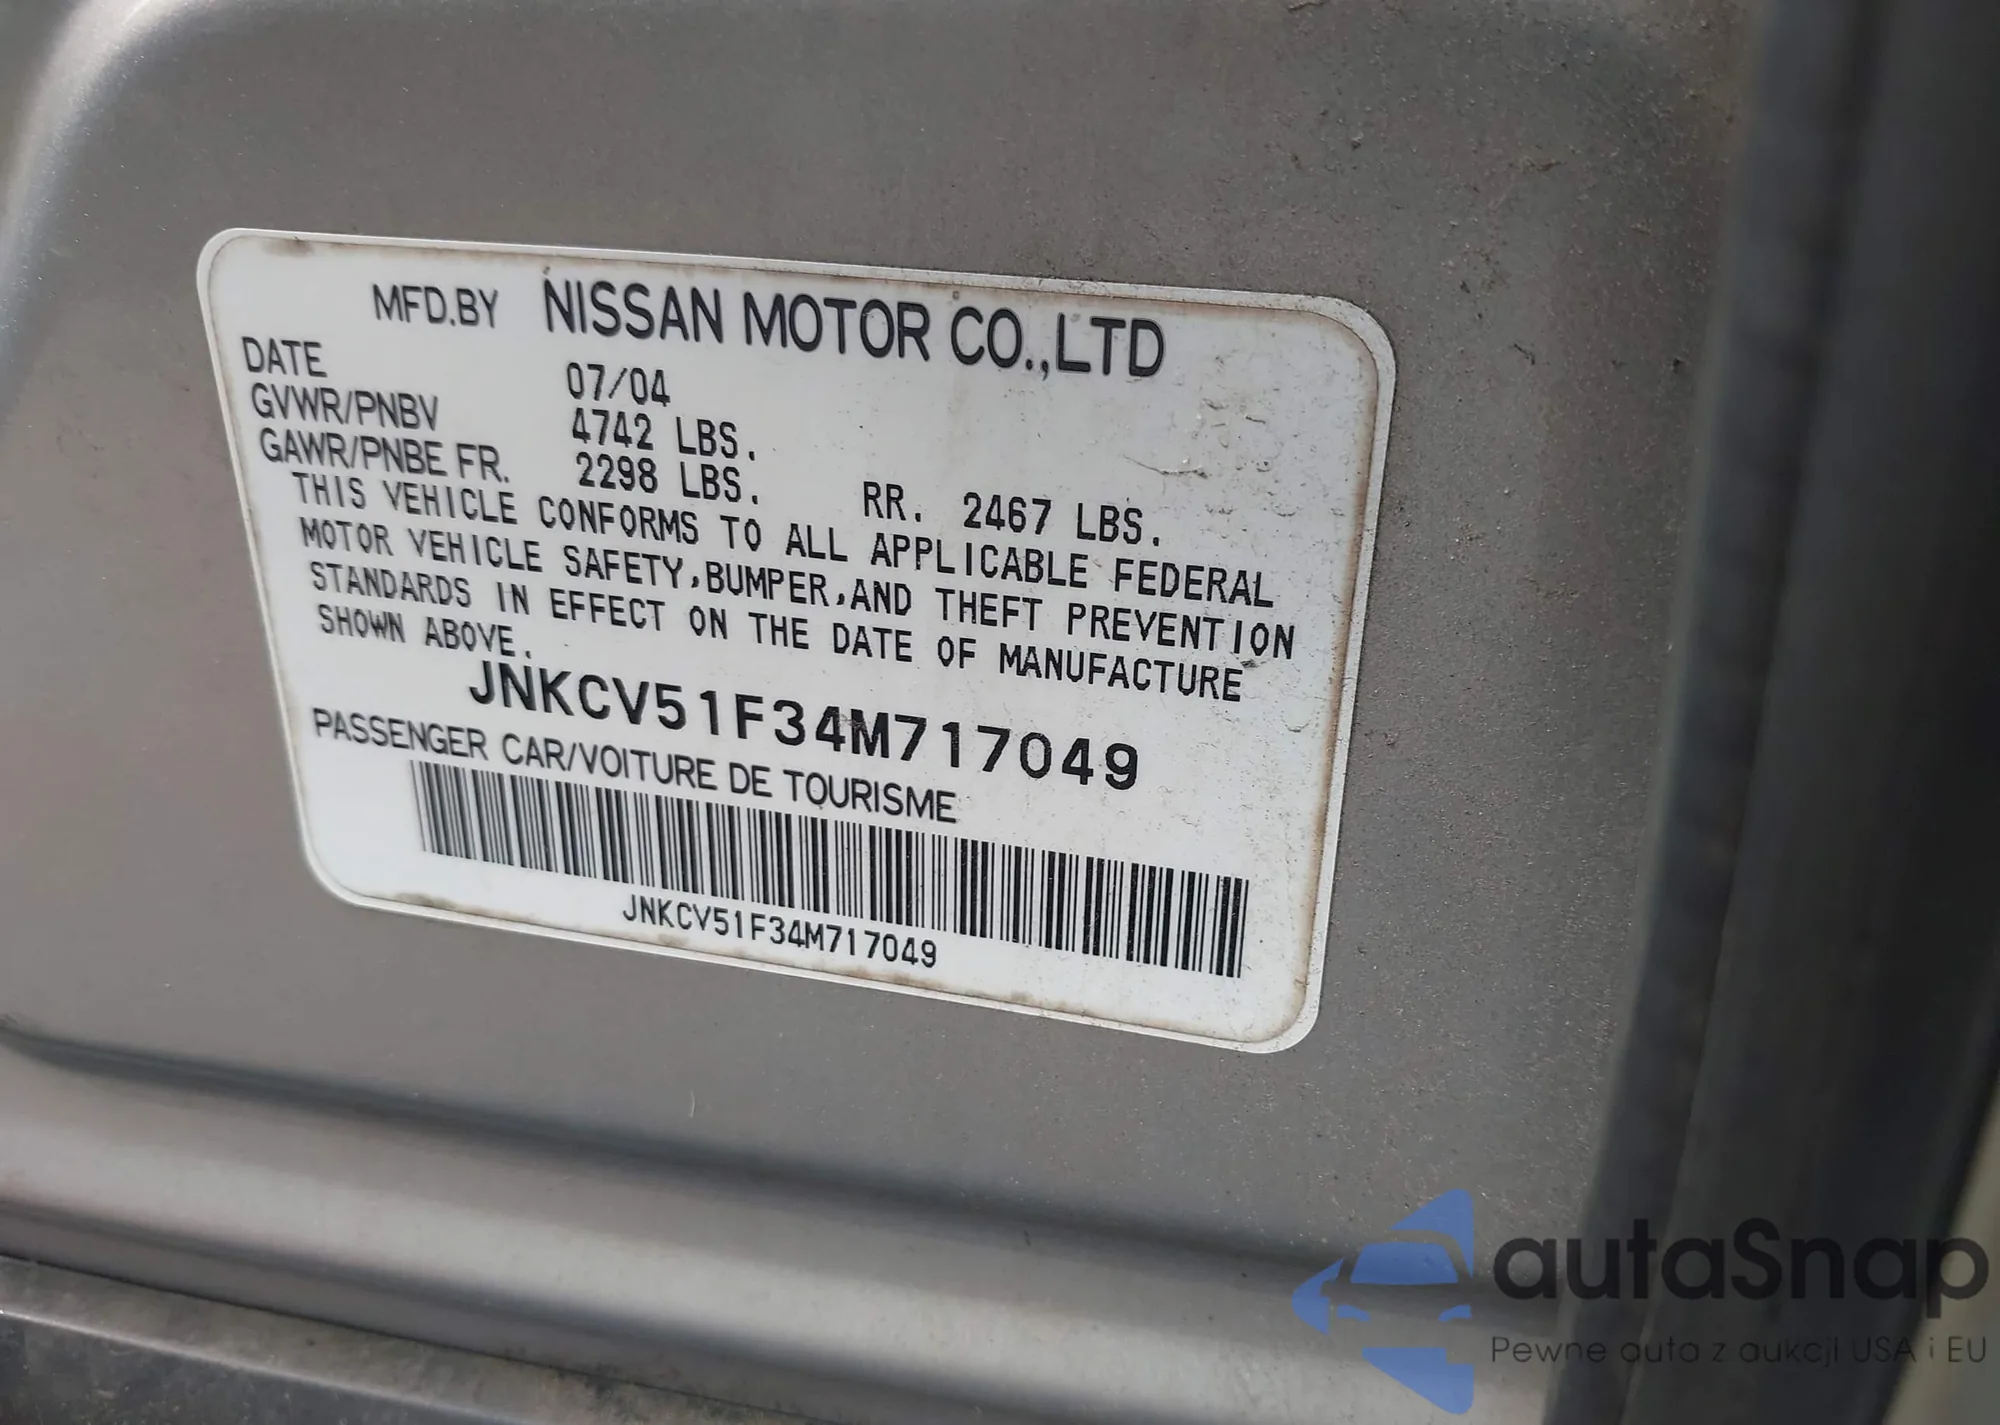 MFD.BY NISSAN MOTOR CO.,LTD
DATE 07/04
GVWR/PNBV 4742 LBS.
GAWR/PNBE FR. 2298 LBS. RR. 2467 LBS.
THIS VEHICLE CONFORMS TO ALL APPLICABLE FEDERAL
MOTOR VEHICLE SAFETY,BUMPER,AND THEFT PREVENTION
STANDARDS IN EFFECT ON THE DATE OF MANUFACTURE
SHOWN ABOVE.
JNKCV51F34M717049
PASSENGER CAR/VOITURE DE TOURISME
JNKCV51F34M717049
autaSnap
Pewne auta z aukcji USA i EU